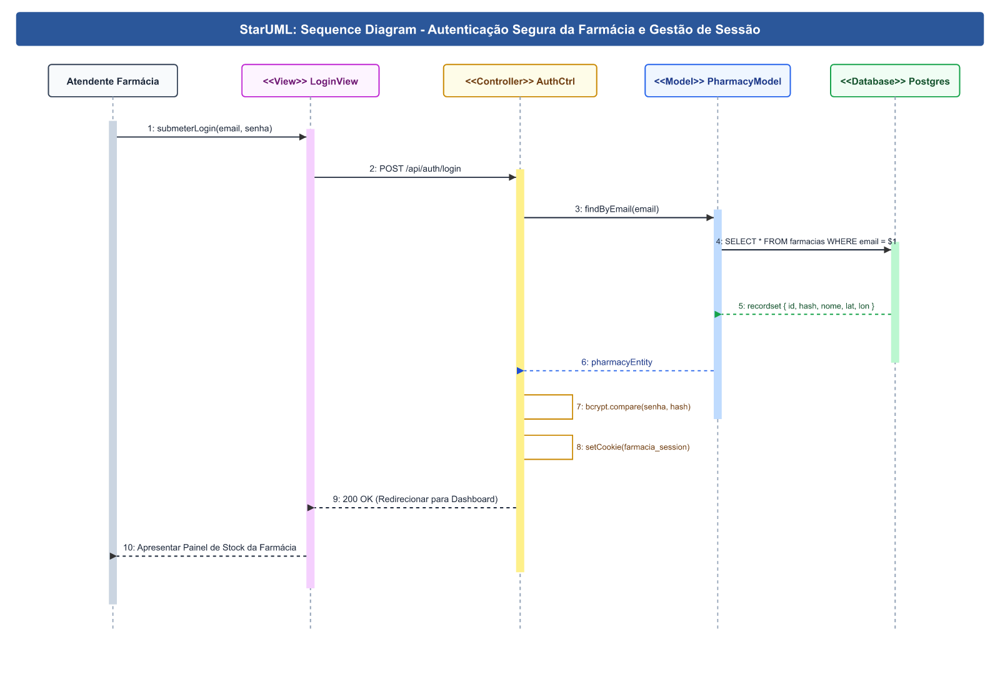 StarUML: Sequence Diagram - Autenticação Segura da Farmácia e Gestão de Sessão
Atendente Farmácia
<<View>> LoginView
<<Controller>> AuthCtrl
<<Model>> PharmacyModel
<<Database>> Postgres
1: submeterLogin(email, senha)
2: POST /api/auth/login
3: findByEmail(email)
4: SELECT * FROM farmacias WHERE email = $1
5: recordset { id, hash, nome, lat, lon }
6: pharmacyEntity
7: bcrypt.compare(senha, hash)
8: setCookie(farmacia_session)
9: 200 OK (Redirecionar para Dashboard)
10: Apresentar Painel de Stock da Farmácia